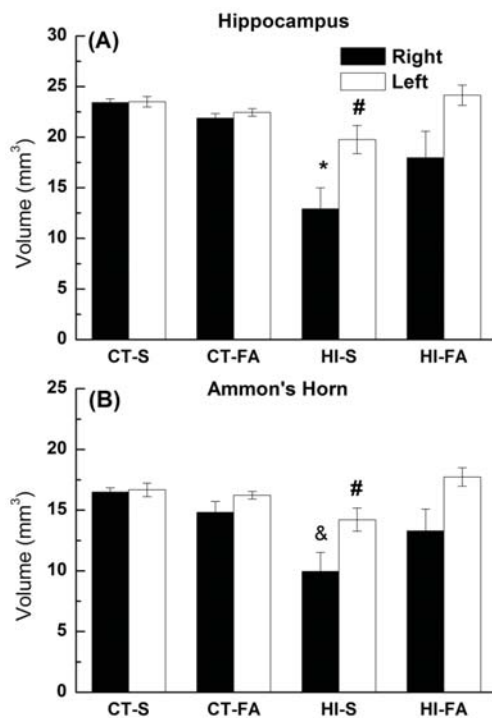 Hippocampus
(A)
Right
Left
30
25
20
15
10
5
0
Volume (mm³)
*
#
CT-S CT-FA HI-S HI-FA
Ammon's Horn
(B)
25
20
15
10
5
0
Volume (mm³)
&
#
CT-S CT-FA HI-S HI-FA